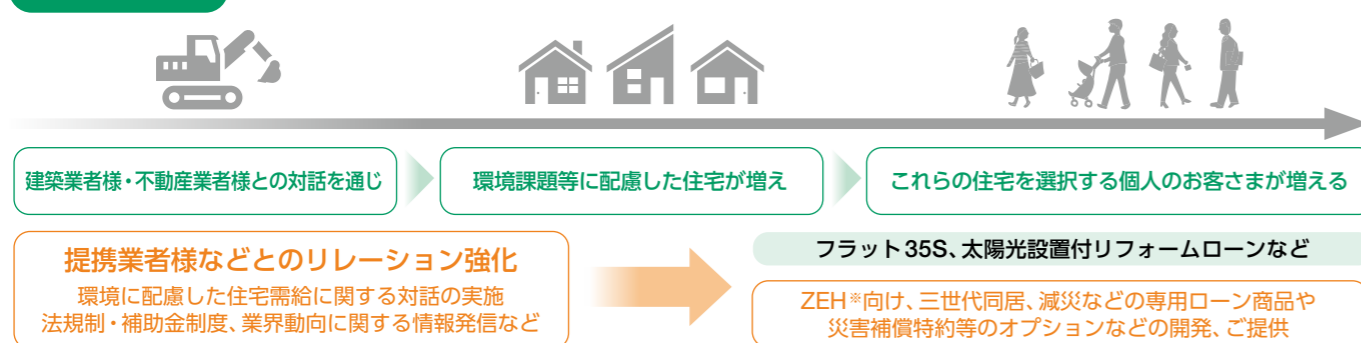 建築業者様・不動産業者様との対話を通じ
環境課題等に配慮した住宅が増え
これらの住宅を選択する個人のお客さまが増える
提携業者様などとのリレーション強化
環境に配慮した住宅需給に関する対話の実施
法規制・補助金制度、業界動向に関する情報発信など
フラット35S、太陽光設置付リフォームローンなど
ZEH※向け、三世代同居、減災などの専用ローン商品や
災害補償特約等のオプションなどの開発、ご提供